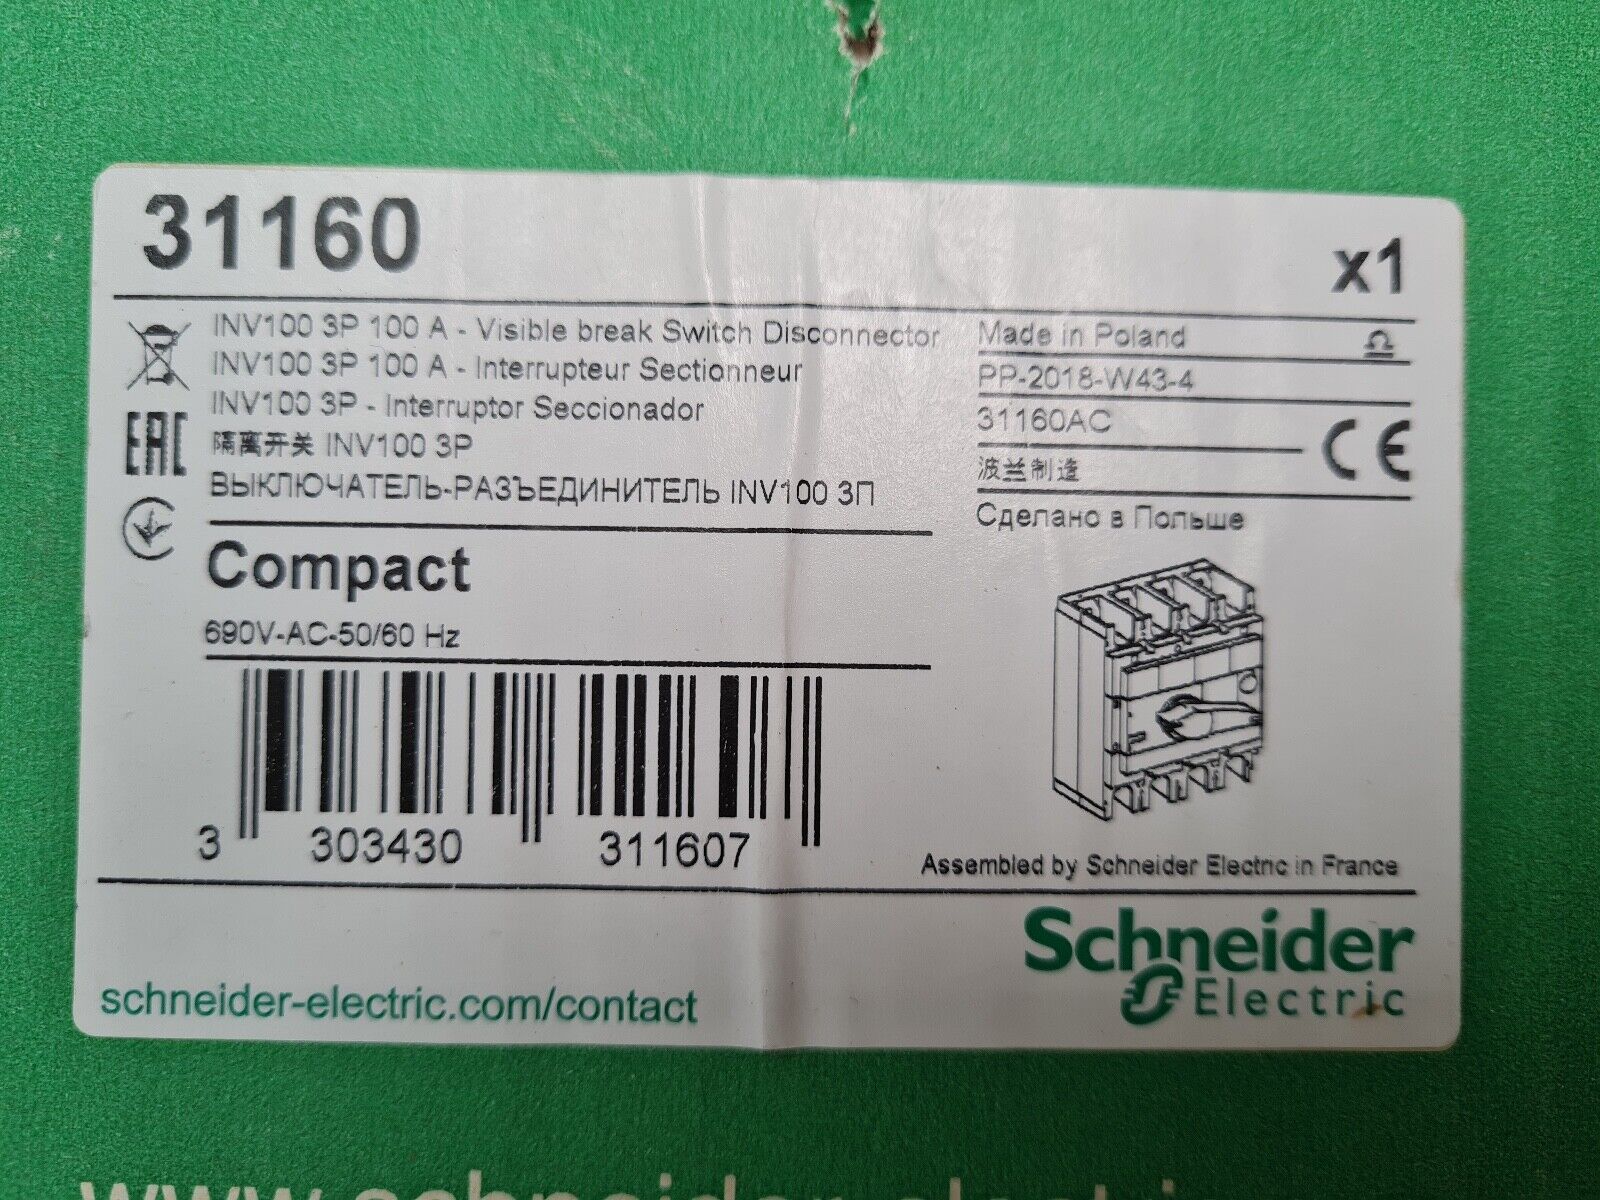 31160
x1
INV100 3P 100 A - Visible break Switch Disconnector
INV100 3P 100 A - Interrupteur Sectionneur
INV100 3P - Interruptor Seccionador
隔离开关 INV100 3P
ВЫКЛЮЧАТЕЛЬ-РАЗЪЕДИНИТЕЛЬ INV100 3П
Made in Poland
PP-2018-W43-4
31160AC
波兰制造
Сделано в Польше
EAC
CE
Compact
690V-AC-50/60 Hz
3 303430 311607
Assembled by Schneider Electric in France
schneider-electric.com/contact
Schneider
Electric